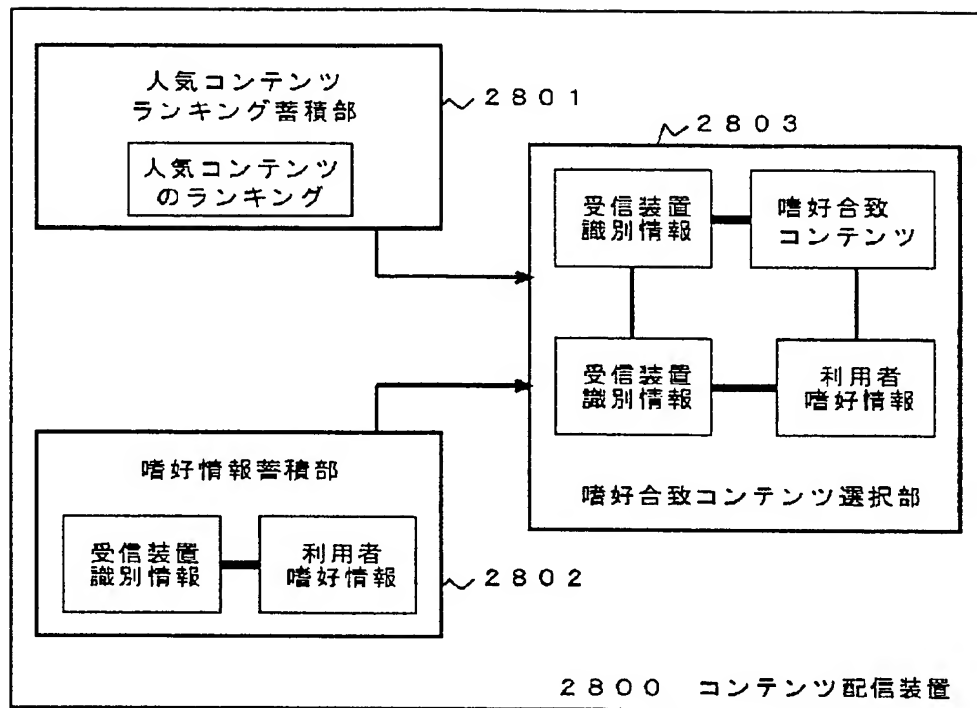 人気コンテンツ
ランキング蓄積部
人気コンテンツ
のランキング
2801
2803
受信装置
識別情報
嗜好合致
コンテンツ
受信装置
識別情報
利用者
嗜好情報
嗜好合致コンテンツ選択部
嗜好情報蓄積部
受信装置
識別情報
利用者
嗜好情報
2802
2800 コンテンツ配信装置